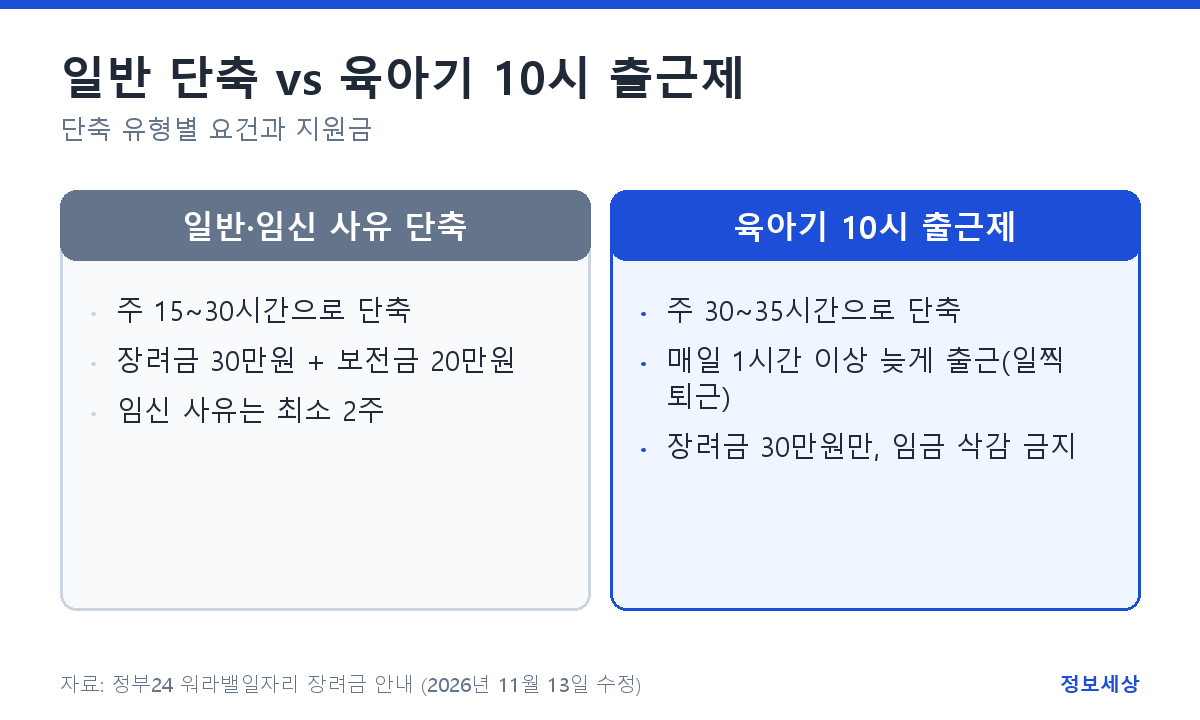 일반 단축 vs 육아기 10시 출근제
단축 유형별 요건과 지원금
일반·임신 사유 단축
· 주 15~30시간으로 단축
· 장려금 30만원 + 보전금 20만원
· 임신 사유는 최소 2주
육아기 10시 출근제
· 주 30~35시간으로 단축
· 매일 1시간 이상 늦게 출근(일찍
퇴근)
· 장려금 30만원만, 임금 삭감 금지
자료: 정부24 워라밸일자리 장려금 안내 (2026년 11월 13일 수정)
정보세상